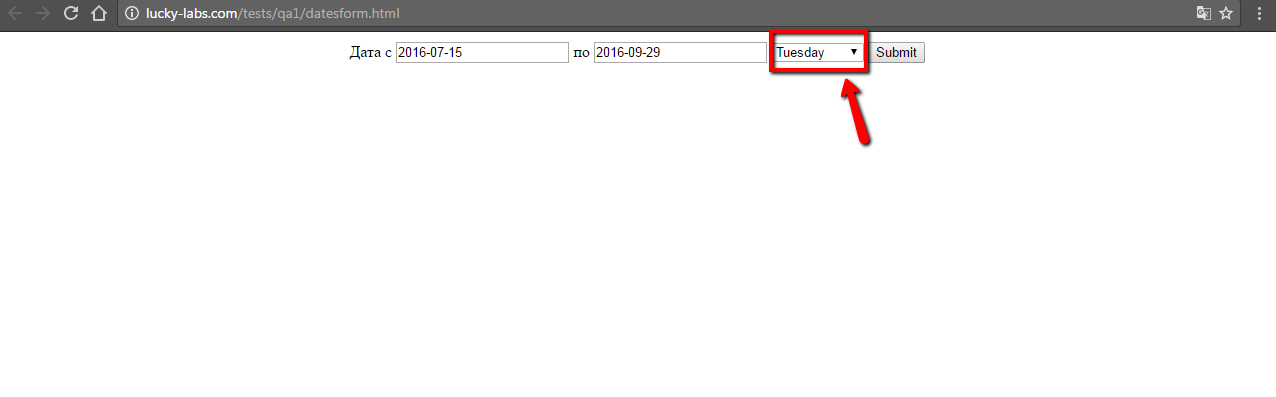 lucky-labs.com/tests/qa1/datesform.html
Дата с 2016-07-15 по 2016-09-29 Tuesday Submit